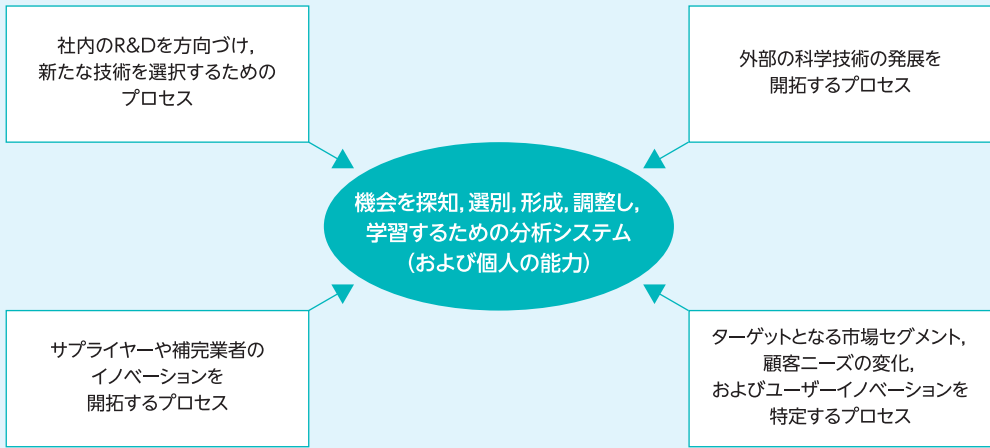 社内のR&Dを方向づけ,
新たな技術を選択するための
プロセス
外部の科学技術の発展を
開拓するプロセス
機会を探知, 選別, 形成, 調整し,
学習するための分析システム
(および個人の能力)
サプライヤーや補完業者の
イノベーションを
開拓するプロセス
ターゲットとなる市場セグメント,
顧客ニーズの変化,
およびユーザーイノベーションを
特定するプロセス